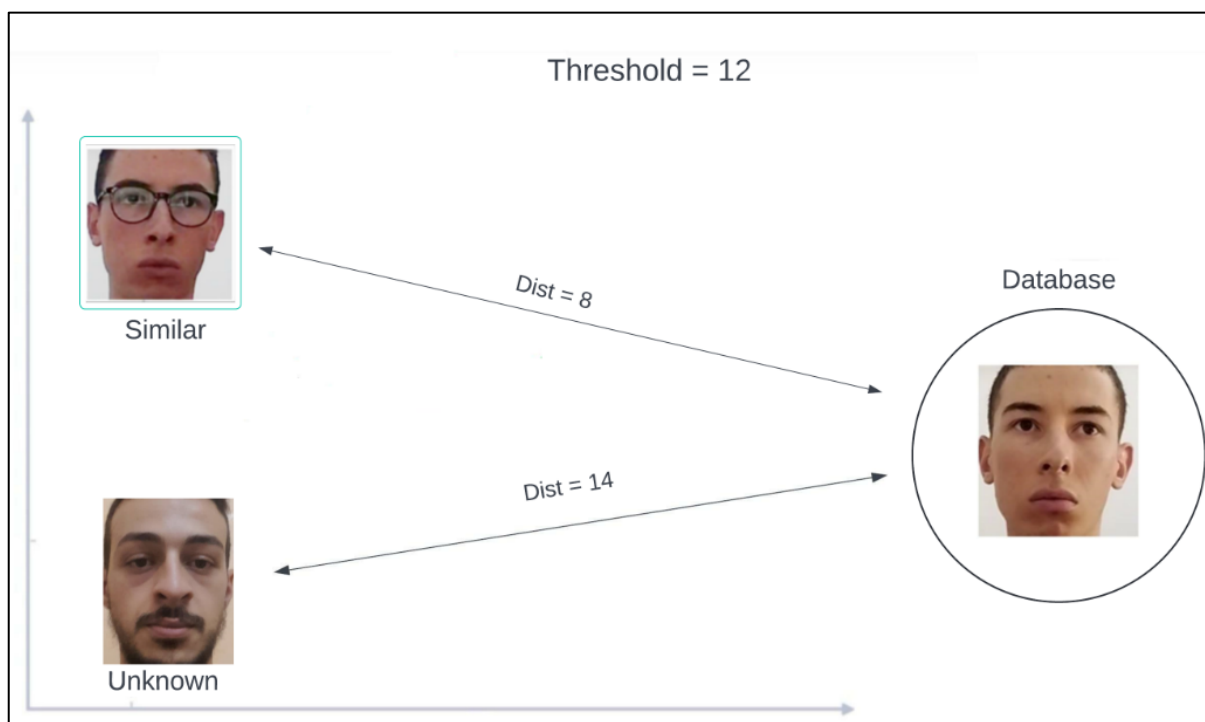 Threshold = 12
Dist = 8
Database
Similar
Dist = 14
Unknown